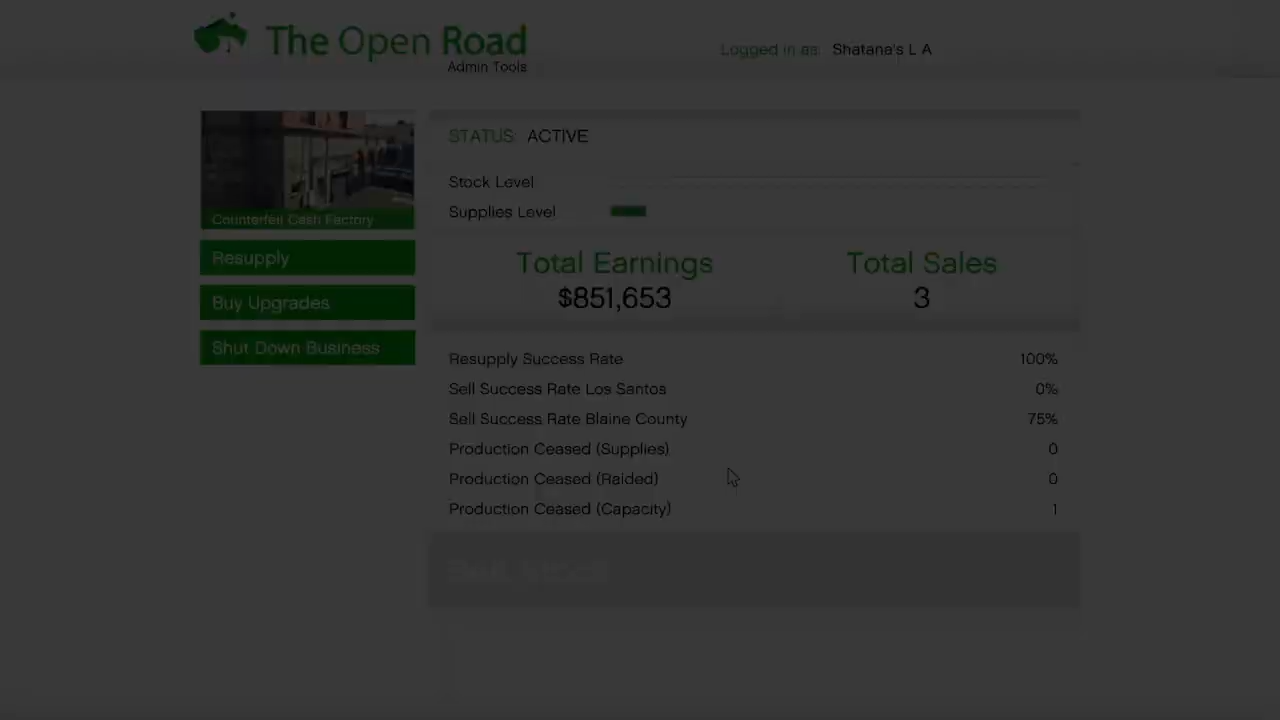 The Open Road
Admin Tools
Logged in as: Shatana's L A
Counterfeit Cash Factory
Resupply
Buy Upgrades
Shut Down Business
STATUS: ACTIVE
Stock Level
Supplies Level
Total Earnings
$851,653
Total Sales
3
Resupply Success Rate 100%
Sell Success Rate Los Santos 0%
Sell Success Rate Blaine County 75%
Production Ceased (Supplies) 0
Production Ceased (Raided) 0
Production Ceased (Capacity) 1